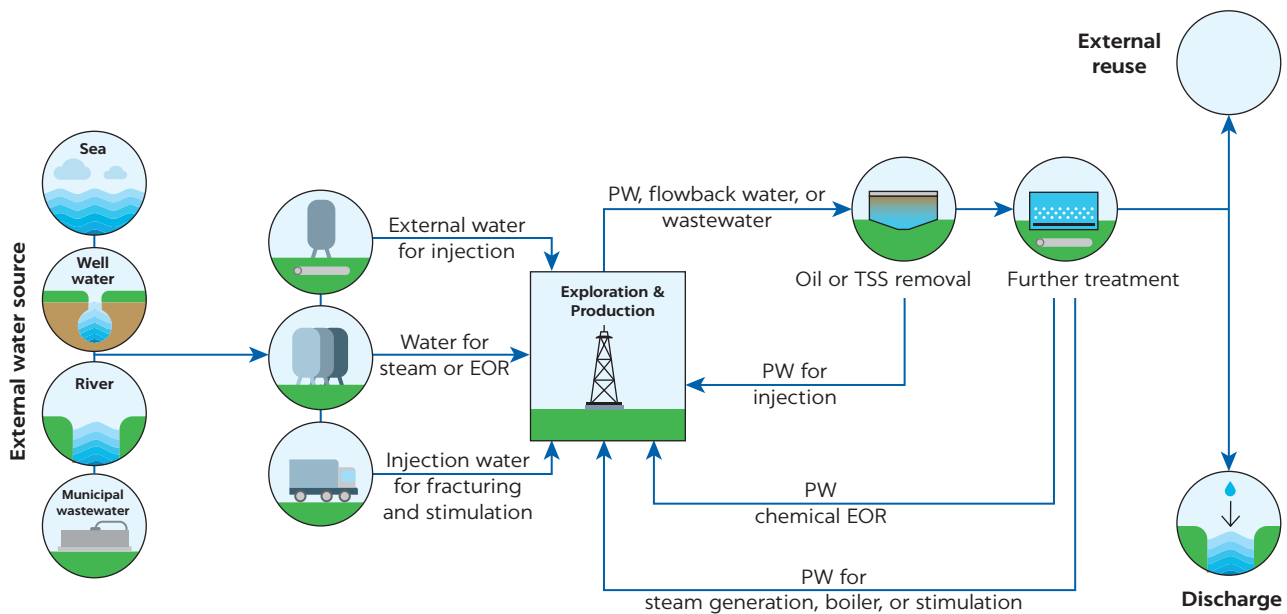 External water source
Sea
Well
water
River
Municipal
wastewater
External water
for injection
Water for
steam or EOR
Injection water
for fracturing
and stimulation
Exploration &
Production
PW, flowback water, or
wastewater
Oil or TSS removal
Further treatment
PW for
injection
PW
chemical EOR
PW for
steam generation, boiler, or stimulation
External
reuse
Discharge